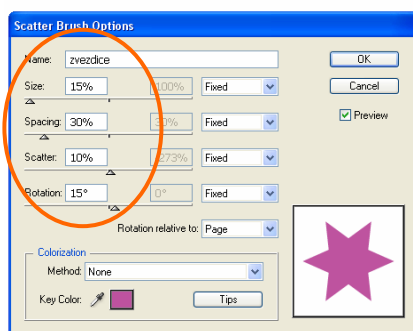 Scatter Brush Options
Name: zvezdice OK
Size: 15% 100% Fixed Cancel
Spacing: 30% 30% Fixed Preview
Scatter: 10% -273% Fixed
Rotation: 15° 0° Fixed
Rotation relative to: Page
Colorization
Method: None
Key Color: Tips